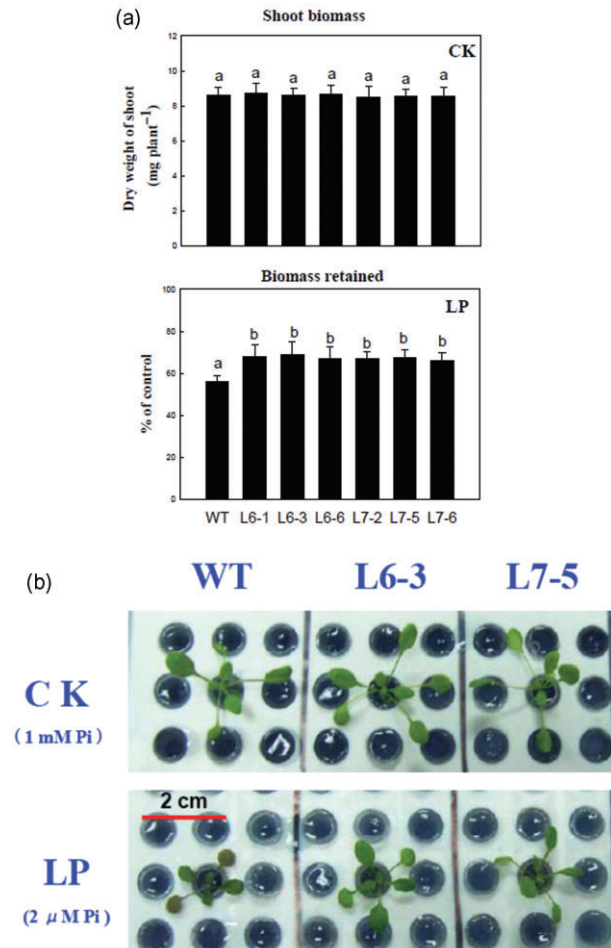 (a)
Shoot biomass
CK
Dry weight of shoot
(mg plant⁻¹)
12
10
8
6
4
2
0
a a a a a a a
Biomass retained
LP
% of control
100
80
60
40
20
0
a b b b b b b
WT L6-1 L6-3 L6-6 L7-2 L7-5 L7-6
(b)
WT L6-3 L7-5
C K
(1 mM Pi)
2 cm
LP
(2 μ M Pi)